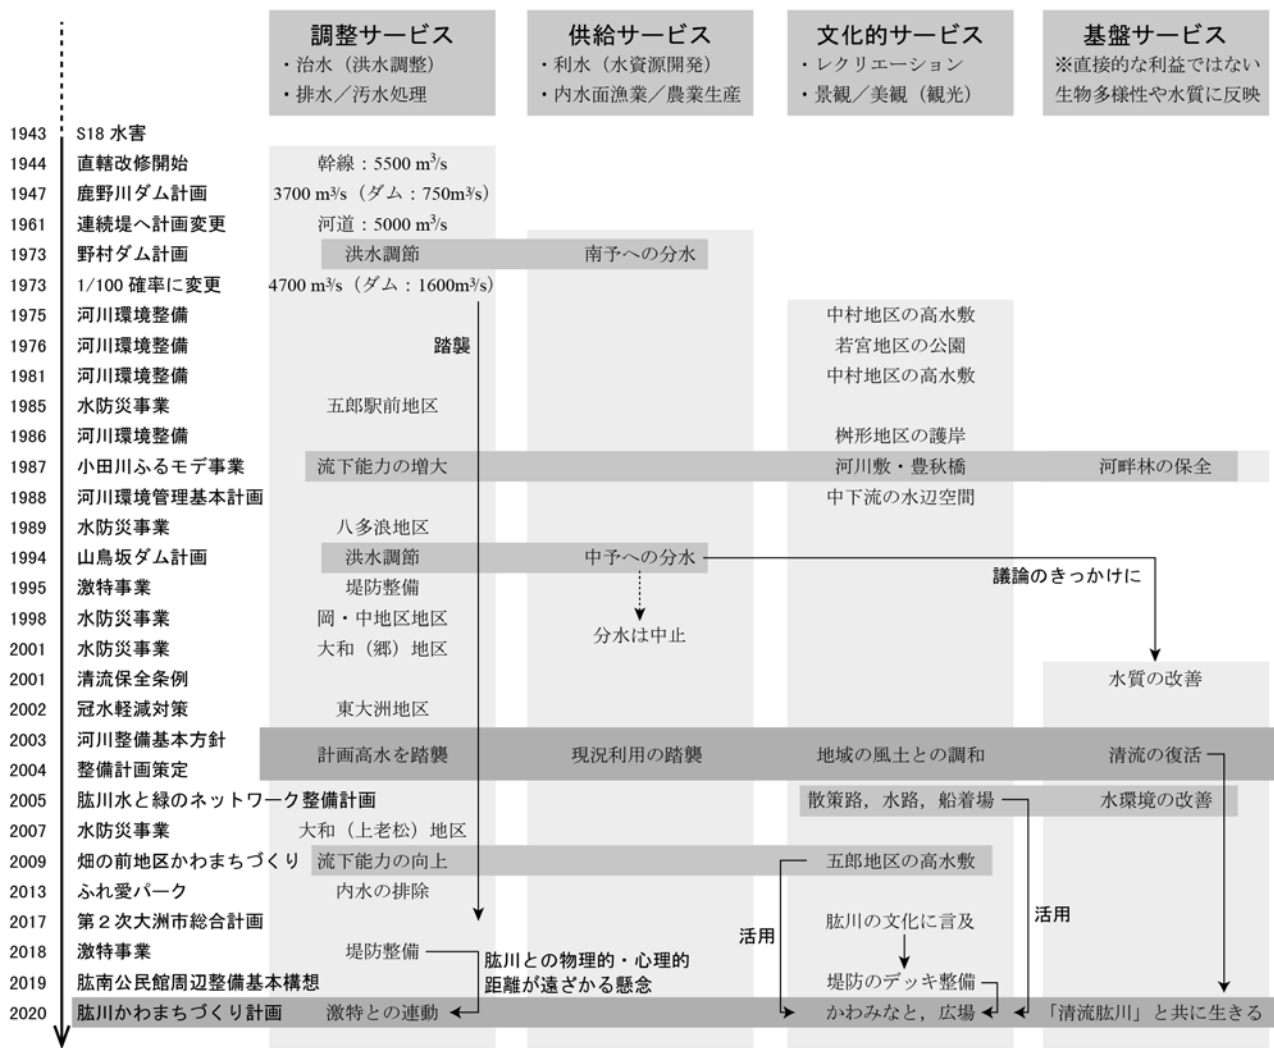 調整サービス
・治水（洪水調整）
・排水／汚水処理
供給サービス
・利水（水資源開発）
・内水面漁業／農業生産
文化的サービス
・レクリエーション
・景観／美観（観光）
基盤サービス
※直接的な利益ではない
生物多様性や水質に反映
1943 S18 水害
1944 直轄改修開始 幹線：5500 m³/s
1947 鹿野川ダム計画 3700 m³/s（ダム：750m³/s）
1961 連続堤へ計画変更 河道：5000 m³/s
1973 野村ダム計画 洪水調節 南予への分水
1973 1/100 確率に変更 4700 m³/s（ダム：1600m³/s）
1975 河川環境整備 中村地区の高水敷
1976 河川環境整備 踏襲 若宮地区の公園
1981 河川環境整備 中村地区の高水敷
1985 水防災事業 五郎駅前地区
1986 河川環境整備 桝形地区の護岸
1987 小田川ふるモデ事業 流下能力の増大 河川敷・豊秋橋 河畔林の保全
1988 河川環境管理基本計画 中下流の水辺空間
1989 水防災事業 八多浪地区
1994 山鳥坂ダム計画 洪水調節 中予への分水
議論のきっかけに
1995 激特事業 堤防整備
1998 水防災事業 岡・中地区地区
分水は中止
2001 水防災事業 大和（郷）地区
2001 清流保全条例 水質の改善
2002 冠水軽減対策 東大洲地区
2003 河川整備基本方針
計画高水を踏襲 現況利用の踏襲 地域の風土との調和 清流の復活
2004 整備計画策定
2005 肱川水と緑のネットワーク整備計画 散策路，水路，船着場 水環境の改善
2007 水防災事業 大和（上老松）地区
2009 畑の前地区かわまちづくり 流下能力の向上 五郎地区の高水敷
2013 ふれ愛パーク 内水の排除
2017 第２次大洲市総合計画 肱川の文化に言及 活用
活用
2018 激特事業 堤防整備 肱川との物理的・心理的
距離が遠ざかる懸念
2019 肱南公民館周辺整備基本構想 堤防のデッキ整備
2020 肱川かわまちづくり計画 激特との連動 かわみなと，広場 「清流肱川」と共に生きる